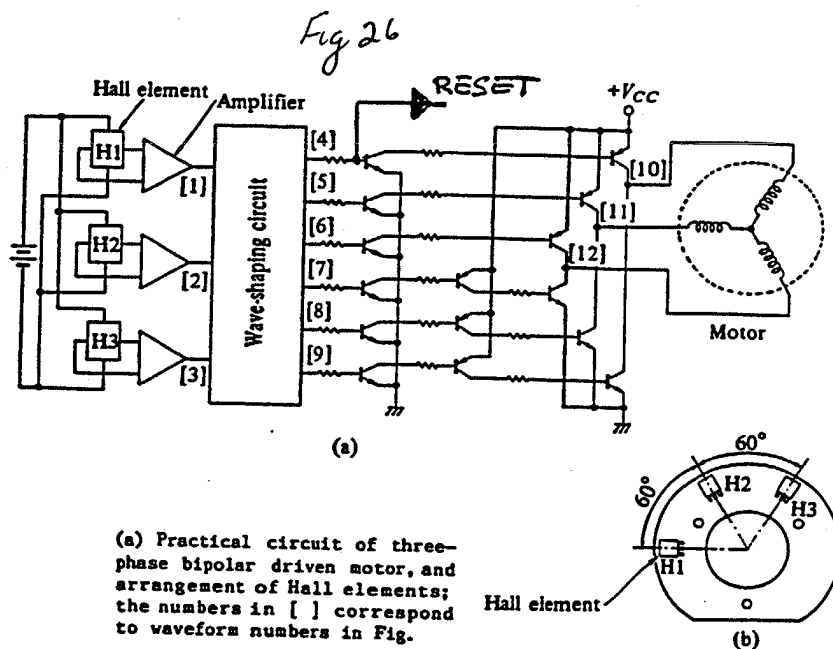 Fig 26
RESET
Hall element
Amplifier
+VCC
H1
H2
H3
[1]
[2]
[3]
Wave-shaping circuit
[4]
[5]
[6]
[7]
[8]
[9]
[10]
[11]
[12]
Motor
(a)
60°
60°
H2
H3
H1
Hall element
(b)
(a) Practical circuit of three-
phase bipolar driven motor, and
arrangement of Hall elements;
the numbers in [ ] correspond
to waveform numbers in Fig.